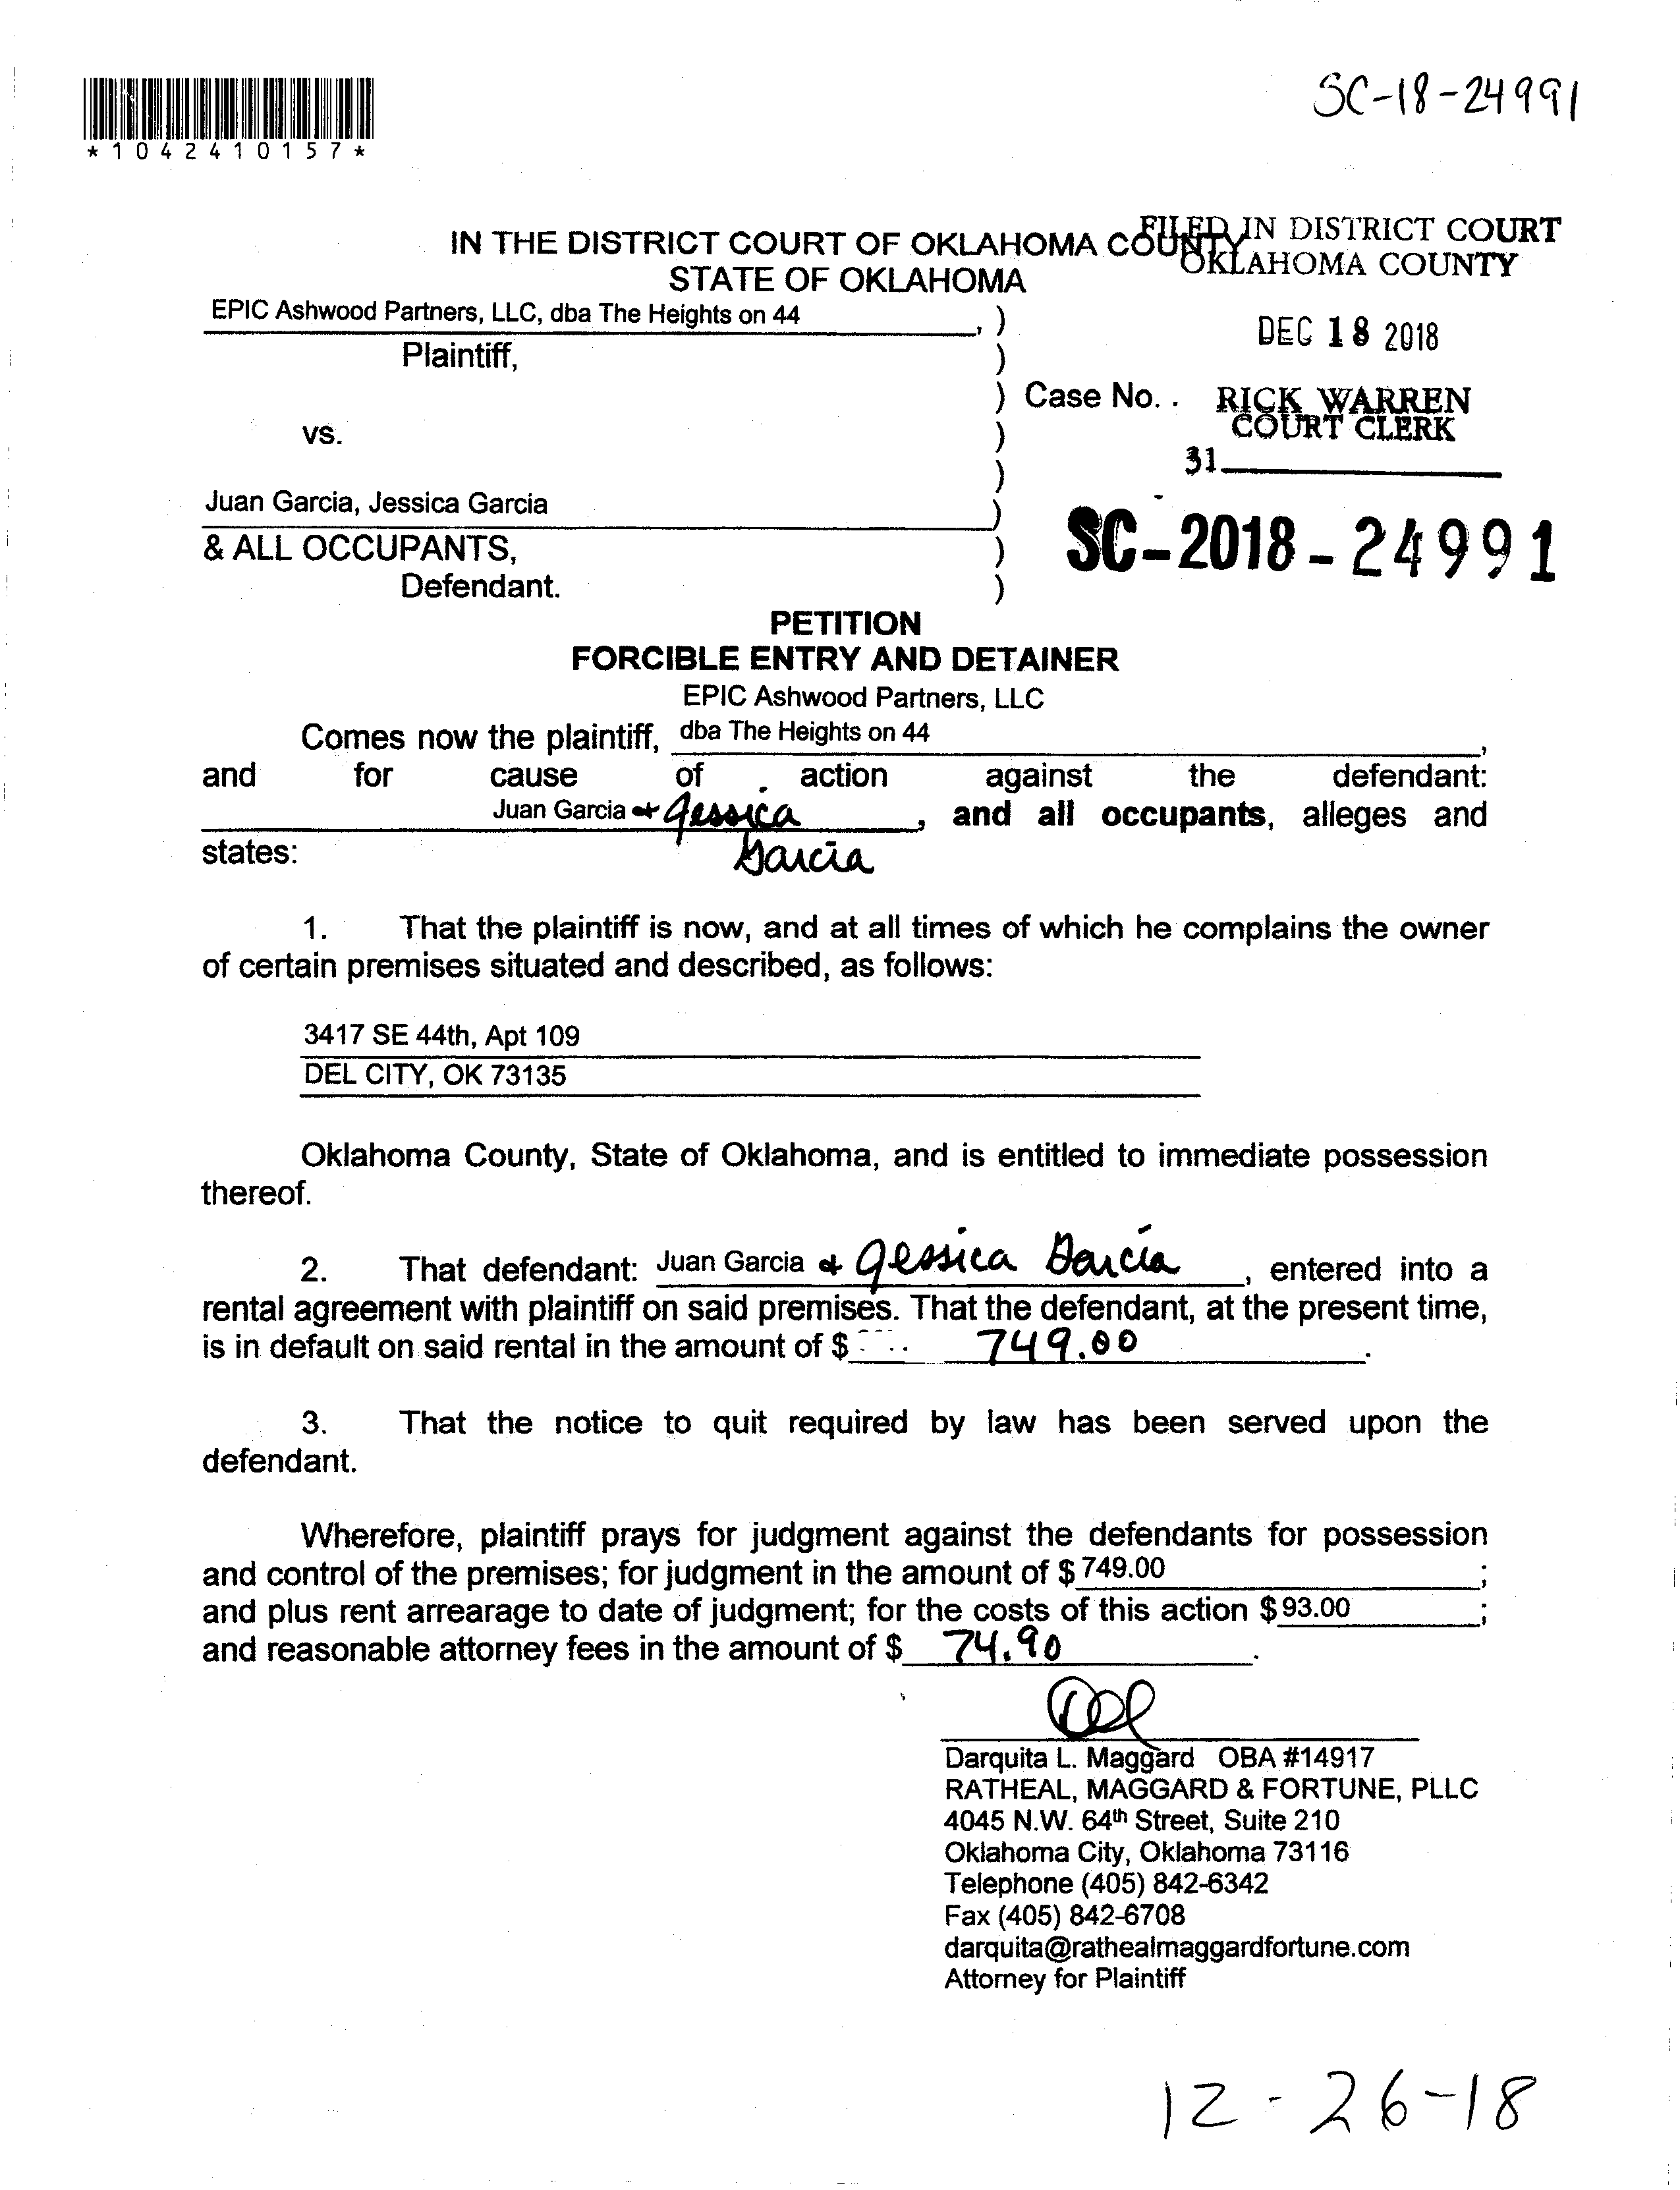 SC-18-24991
*1042410157*
IN THE DISTRICT COURT OF OKLAHOMA COUNTY
STATE OF OKLAHOMA
FILED IN DISTRICT COURT
OKLAHOMA COUNTY
DEC 18 2018
RICK WARREN
COURT CLERK
31
EPIC Ashwood Partners, LLC, dba The Heights on 44, )
Plaintiff, )
) Case No. .
vs. )
)
Juan Garcia, Jessica Garcia )
& ALL OCCUPANTS, )
Defendant. )
SC-2018-24991
PETITION
FORCIBLE ENTRY AND DETAINER
EPIC Ashwood Partners, LLC
Comes now the plaintiff, dba The Heights on 44,
and for cause of action against the defendant:
Juan Garcia & Jessica, and all occupants, alleges and
states: Garcia
1. That the plaintiff is now, and at all times of which he complains the owner
of certain premises situated and described, as follows:
3417 SE 44th, Apt 109
DEL CITY, OK 73135
Oklahoma County, State of Oklahoma, and is entitled to immediate possession
thereof.
2. That defendant: Juan Garcia & Jessica Garcia, entered into a
rental agreement with plaintiff on said premises. That the defendant, at the present time,
is in default on said rental in the amount of $ 749.00.
3. That the notice to quit required by law has been served upon the
defendant.
Wherefore, plaintiff prays for judgment against the defendants for possession
and control of the premises; for judgment in the amount of $ 749.00;
and plus rent arrearage to date of judgment; for the costs of this action $ 93.00;
and reasonable attorney fees in the amount of $ 74.90.
Darquita L. Maggard OBA #14917
RATHEAL, MAGGARD & FORTUNE, PLLC
4045 N.W. 64th Street, Suite 210
Oklahoma City, Oklahoma 73116
Telephone (405) 842-6342
Fax (405) 842-6708
darquita@rathealmaggardfortune.com
Attorney for Plaintiff
12-26-18